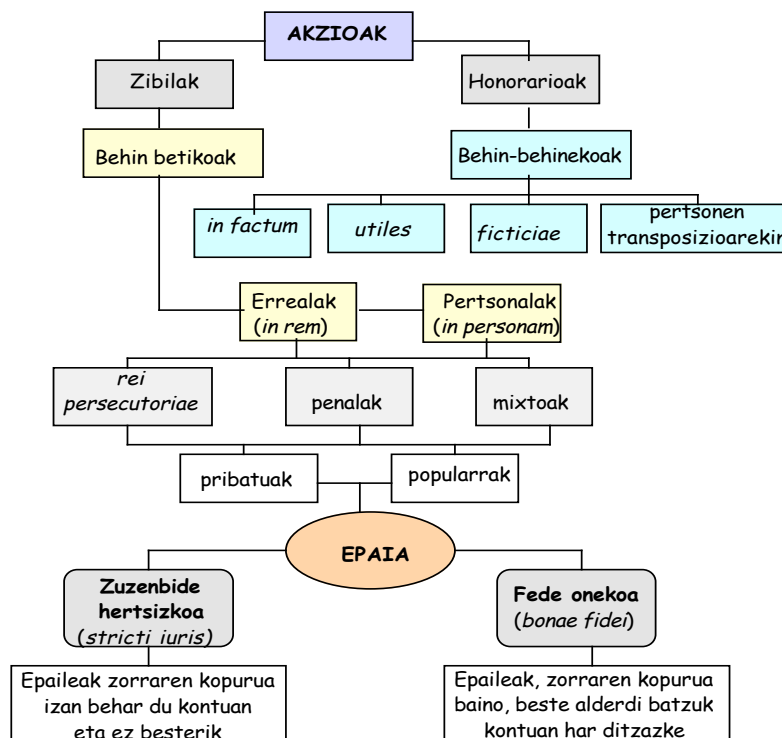 AKZIOAK
Zibilak
Honorarioak
Behin betikoak
Behin-behinekoak
in factum
utiles
ficticiae
pertsonen
transposizioarekin
Errealak
(in rem)
Pertsonalak
(in personam)
rei
persecutoriae
penalak
mixtoak
pribatuak
popularrak
EPAIA
Zuzenbide
hertsizkoa
(stricti iuris)
Fede onekoa
(bonae fidei)
Epaileak zorraren kopurua
izan behar du kontuan
eta ez besterik
Epaileak, zorraren kopurua
baino, beste alderdi batzuk
kontuan har ditzazke